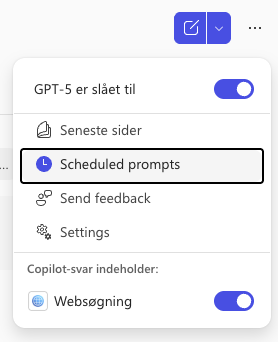 GPT-5 er slået til
Seneste sider
Scheduled prompts
Send feedback
Settings
Copilot-svar indeholder:
Websøgning